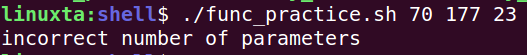 linuxta:shell$ ./func_practice.sh 70 177 23
incorrect number of parameters